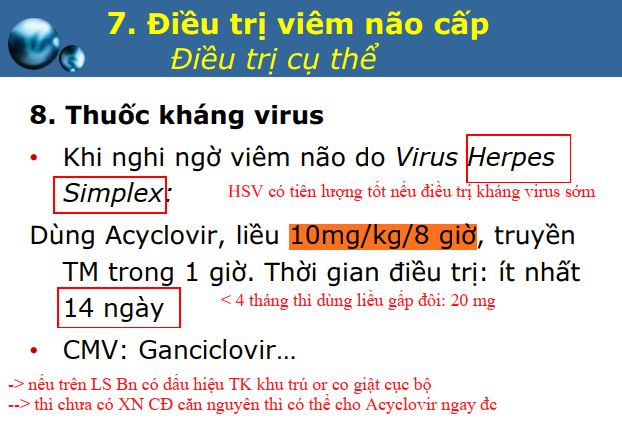 7. Điều trị viêm não cấp
Điều trị cụ thể
8. Thuốc kháng virus
• Khi nghi ngờ viêm não do Virus Herpes
Simplex:
HSV có tiên lượng tốt nếu điều trị kháng virus sớm
Dùng Acyclovir, liều 10mg/kg/8 giờ, truyền
TM trong 1 giờ. Thời gian điều trị: ít nhất
14 ngày
< 4 tháng thì dùng liều gấp đôi: 20 mg
• CMV: Ganciclovir…
-> nếu trên LS Bn có dấu hiệu TK khu trú or co giật cục bộ
--> thì chưa có XN CĐ căn nguyên thì có thể cho Acyclovir ngay đc